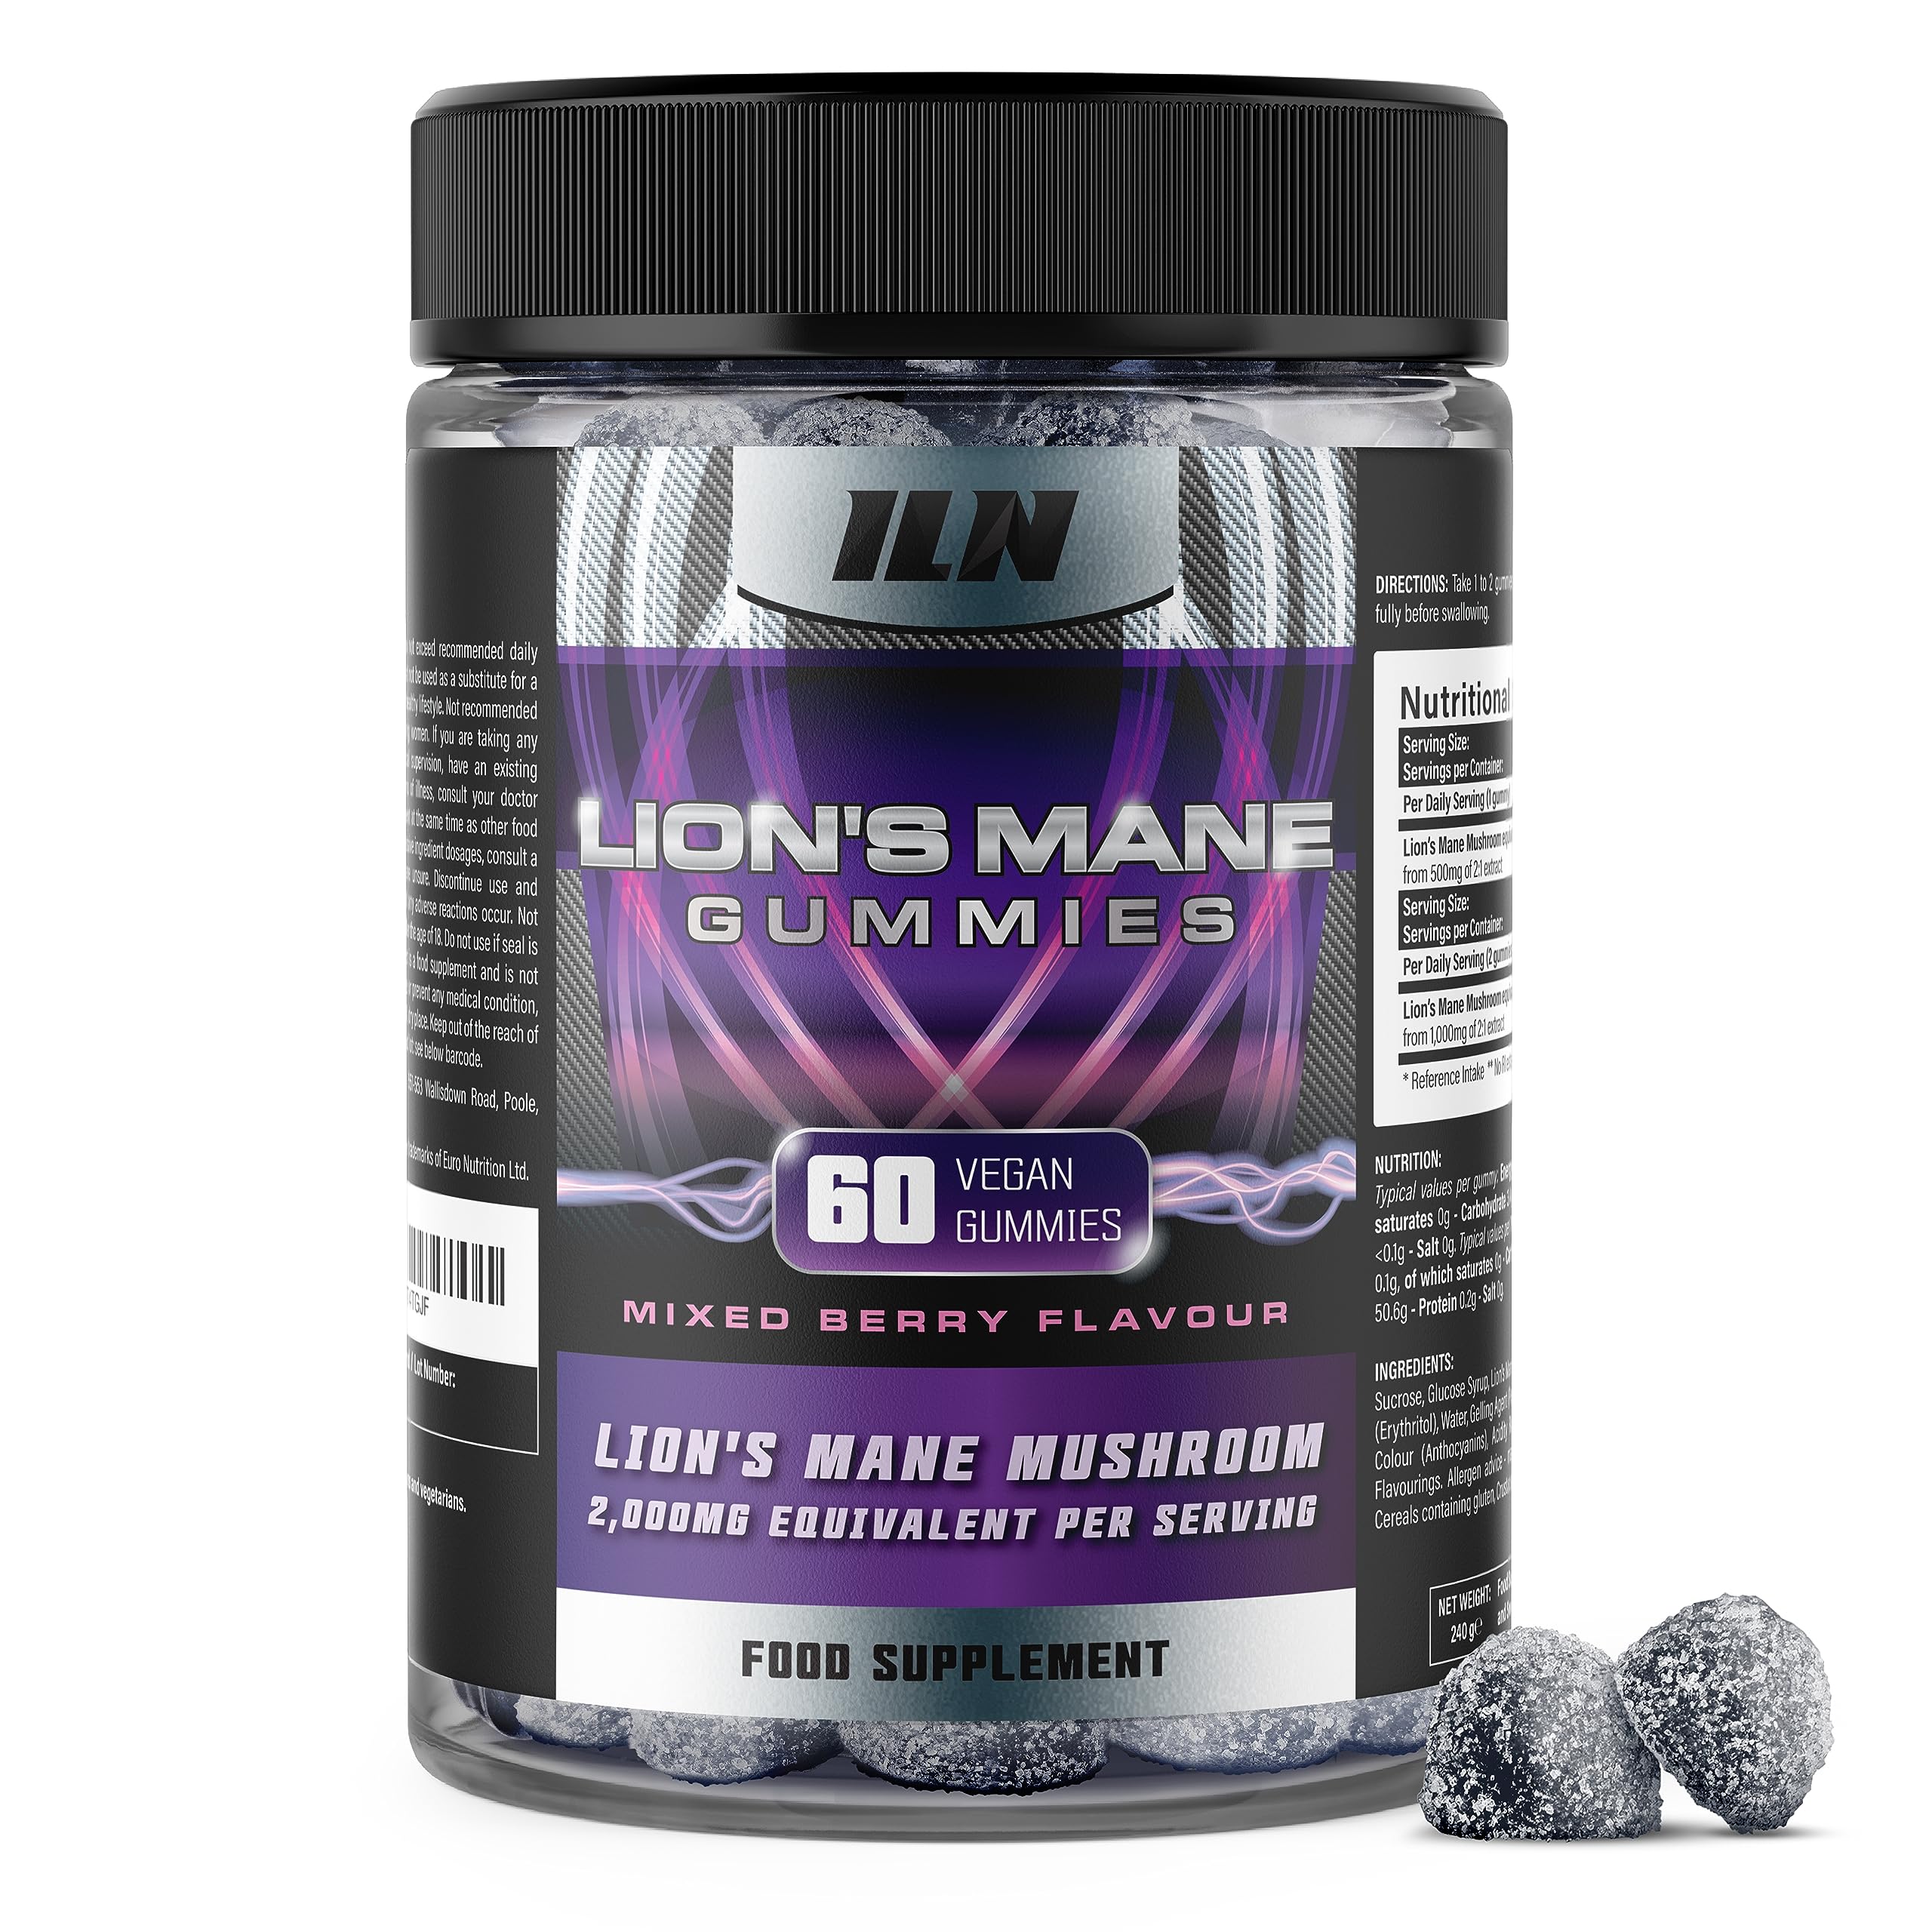 ILN
LION'S MANE
GUMMIES
60 VEGAN
GUMMIES
MIXED BERRY FLAVOUR
LION'S MANE MUSHROOM
2,000MG EQUIVALENT PER SERVING
FOOD SUPPLEMENT
exceed recommended daily
not be used as a substitute for a
lifestyle. Not recommended
women. If you are taking any
supervision, have an existing
of illness, consult your doctor
at the same time as other food
ingredient dosages, consult a
unsure. Discontinue use and
adverse reactions occur. Not
the age of 18. Do not use if seal is
a food supplement and is not
or prevent any medical condition,
place. Keep out of the reach of
see below barcode.
Wallisdown Road, Poole,
of Euro Nutrition Ltd.
/ Lot Number:
and vegetarians.
DIRECTIONS: Take 1 to 2
fully before swallowing.
Nutritional
Serving Size:
Servings per Container:
Per Daily Serving (1 gummy
Lion's Mane Mushroom
from 500mg of 2:1 extract
Serving Size:
Servings per Container:
Per Daily Serving (2
Lion's Mane Mushroom
from 1,000mg of 2:1 extract
* Reference Intake **
NUTRITION:
Typical values per gummy:
saturates 0g - Carbohydrate
<0.1g - Salt 0g. Typical values
0.1g, of which saturates 0g -
50.6g - Protein 0.2g - Salt 0g
INGREDIENTS:
Sucrose, Glucose Syrup, Lion's
(Erythritol), Water, Gelling Agent
Colour (Anthocyanins), Acidity
Flavourings. Allergen advice -
Cereals containing gluten,
NET WEIGHT:
240 g℮